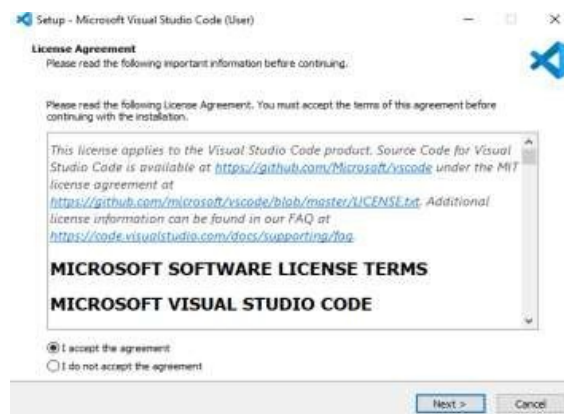 Setup - Microsoft Visual Studio Code (User)
License Agreement
Please read the following important information before continuing.
Please read the following License Agreement. You must accept the terms of this agreement before
continuing with the installation.
This license applies to the Visual Studio Code product. Source Code for Visual
Studio Code is available at https://github.com/Microsoft/vscode under the MIT
license agreement at
https://github.com/microsoft/vscode/blob/master/LICENSE.txt. Additional
license information can be found in our FAQ at
https://code.visualstudio.com/docs/supporting/faq.
MICROSOFT SOFTWARE LICENSE TERMS
MICROSOFT VISUAL STUDIO CODE
I accept the agreement
I do not accept the agreement
Next >
Cancel